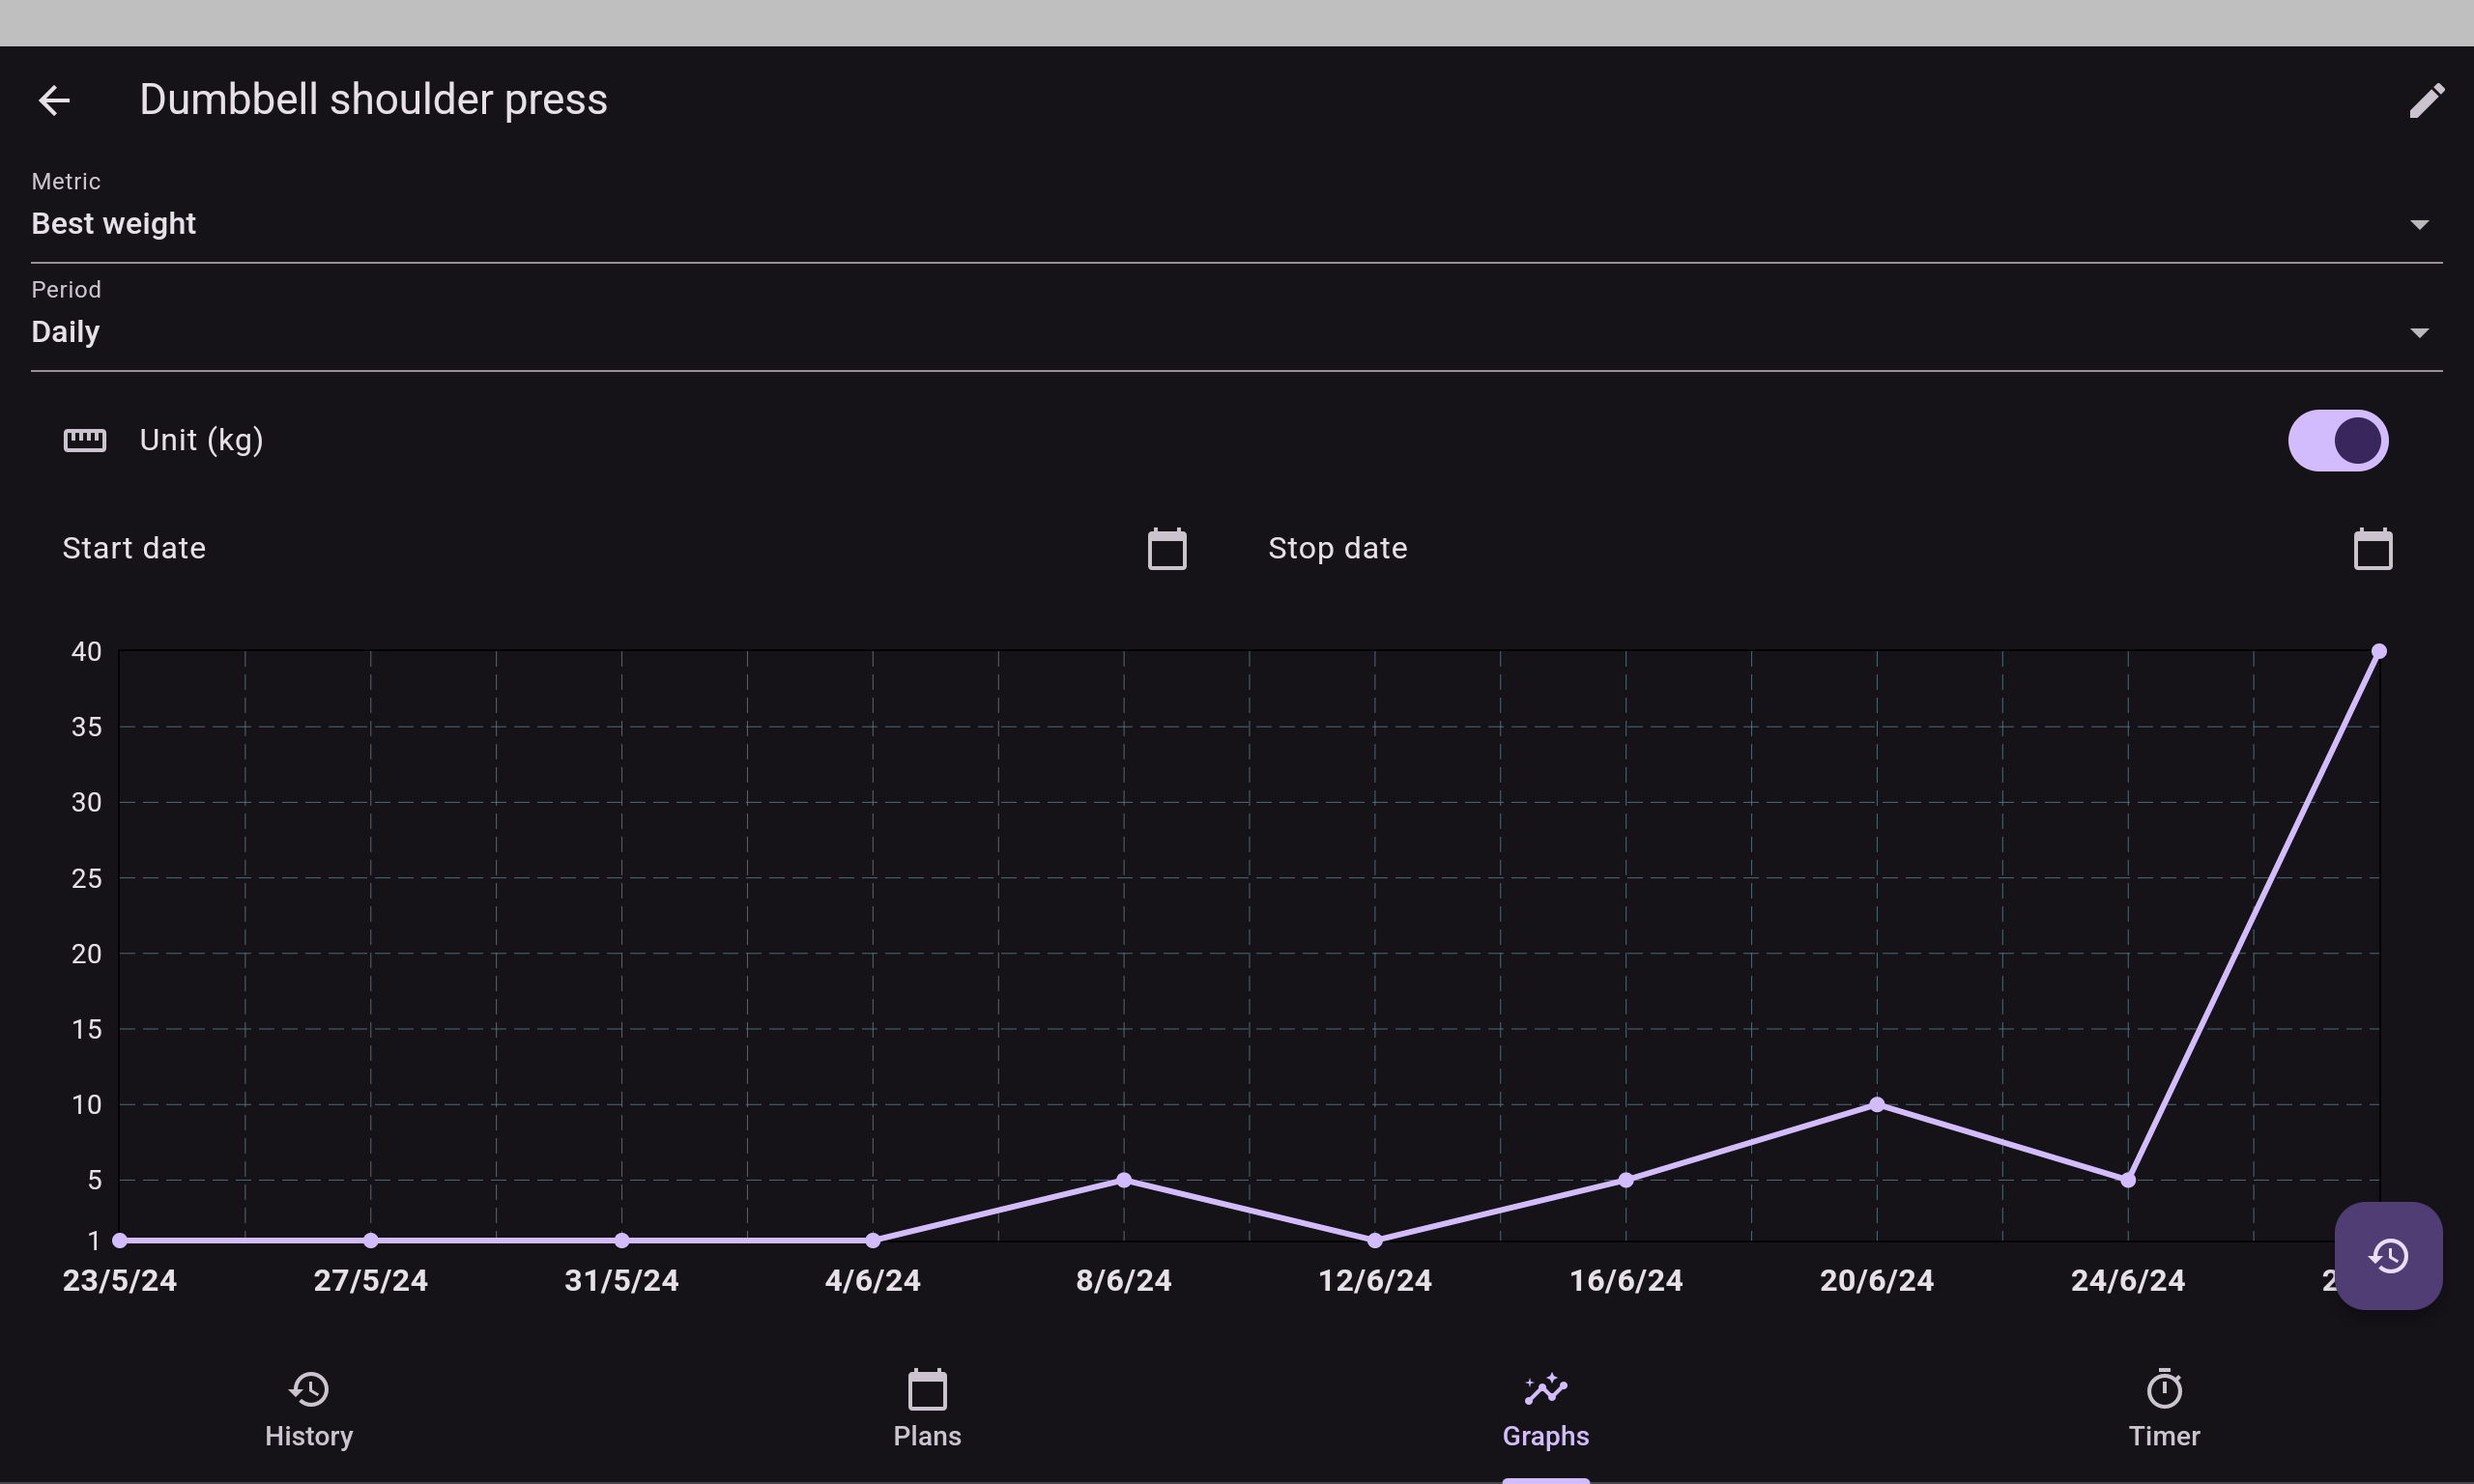 Dumbbell shoulder press
Metric
Best weight
Period
Daily
Unit (kg)
Start date
Stop date
40
35
30
25
20
15
10
5
1
23/5/24 27/5/24 31/5/24 4/6/24 8/6/24 12/6/24 16/6/24 20/6/24 24/6/24
History Plans Graphs Timer